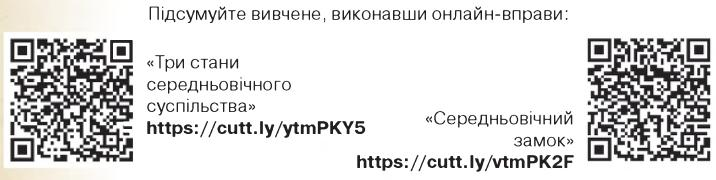 Підсумуйте вивчене, виконавши онлайн-вправи:
«Три стани
середньовічного
суспільства»
https://cutt.ly/ytmPKY5
«Середньовічний
замок»
https://cutt.ly/vtmPK2F